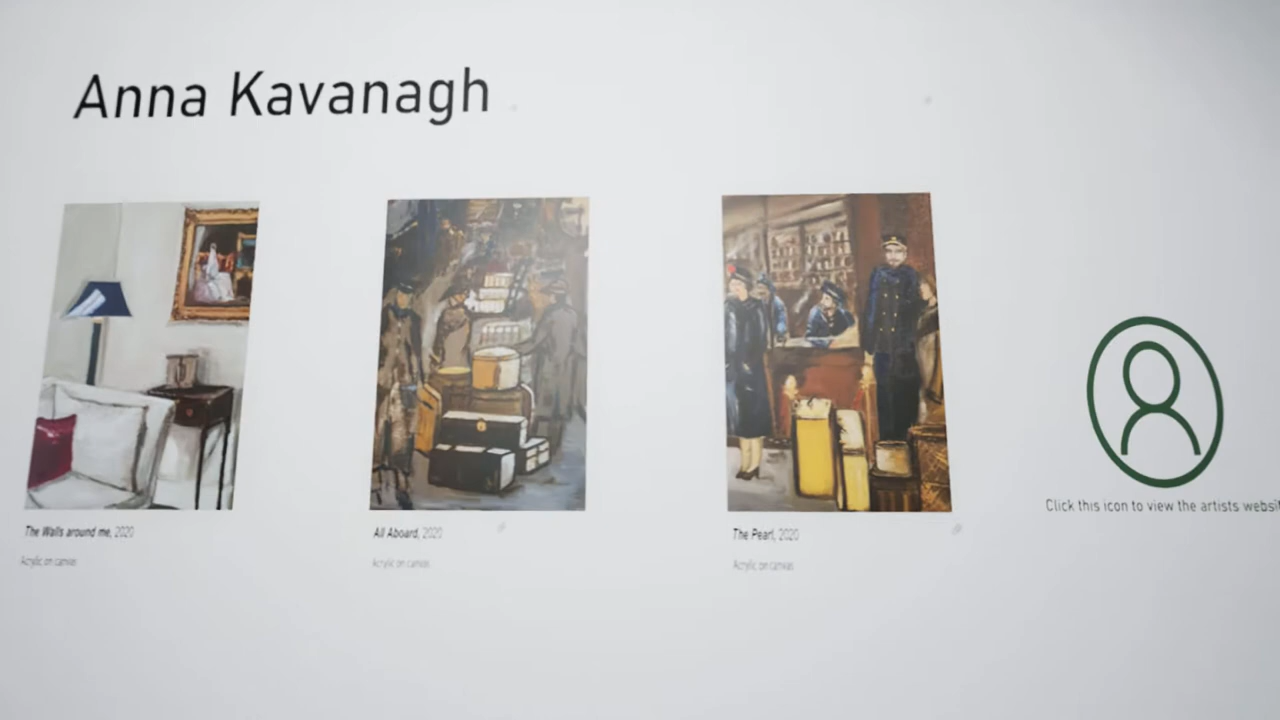 Anna Kavanagh
The Walls around me, 2020
Acrylic on canvas
All Aboard, 2020
Acrylic on canvas
The Pearl, 2020
Acrylic on canvas
Click this icon to view the artists websi